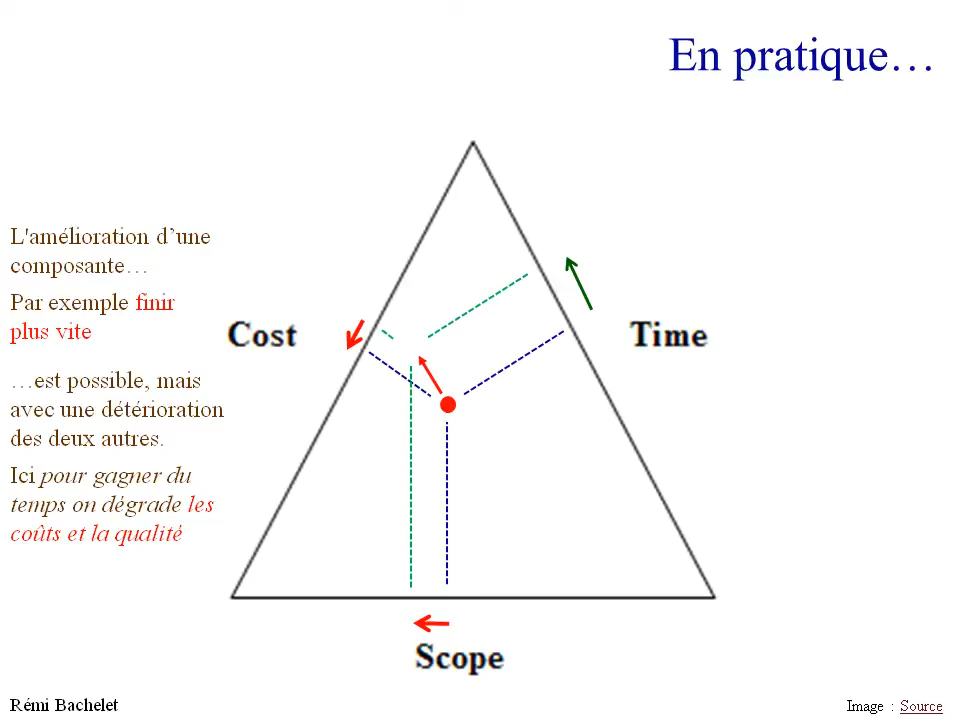 En pratique…
L'amélioration d’une
composante…
Par exemple finir
plus vite
…est possible, mais
avec une détérioration
des deux autres.
Ici pour gagner du
temps on dégrade les
coûts et la qualité
Cost
Time
Scope
Rémi Bachelet
Image : Source